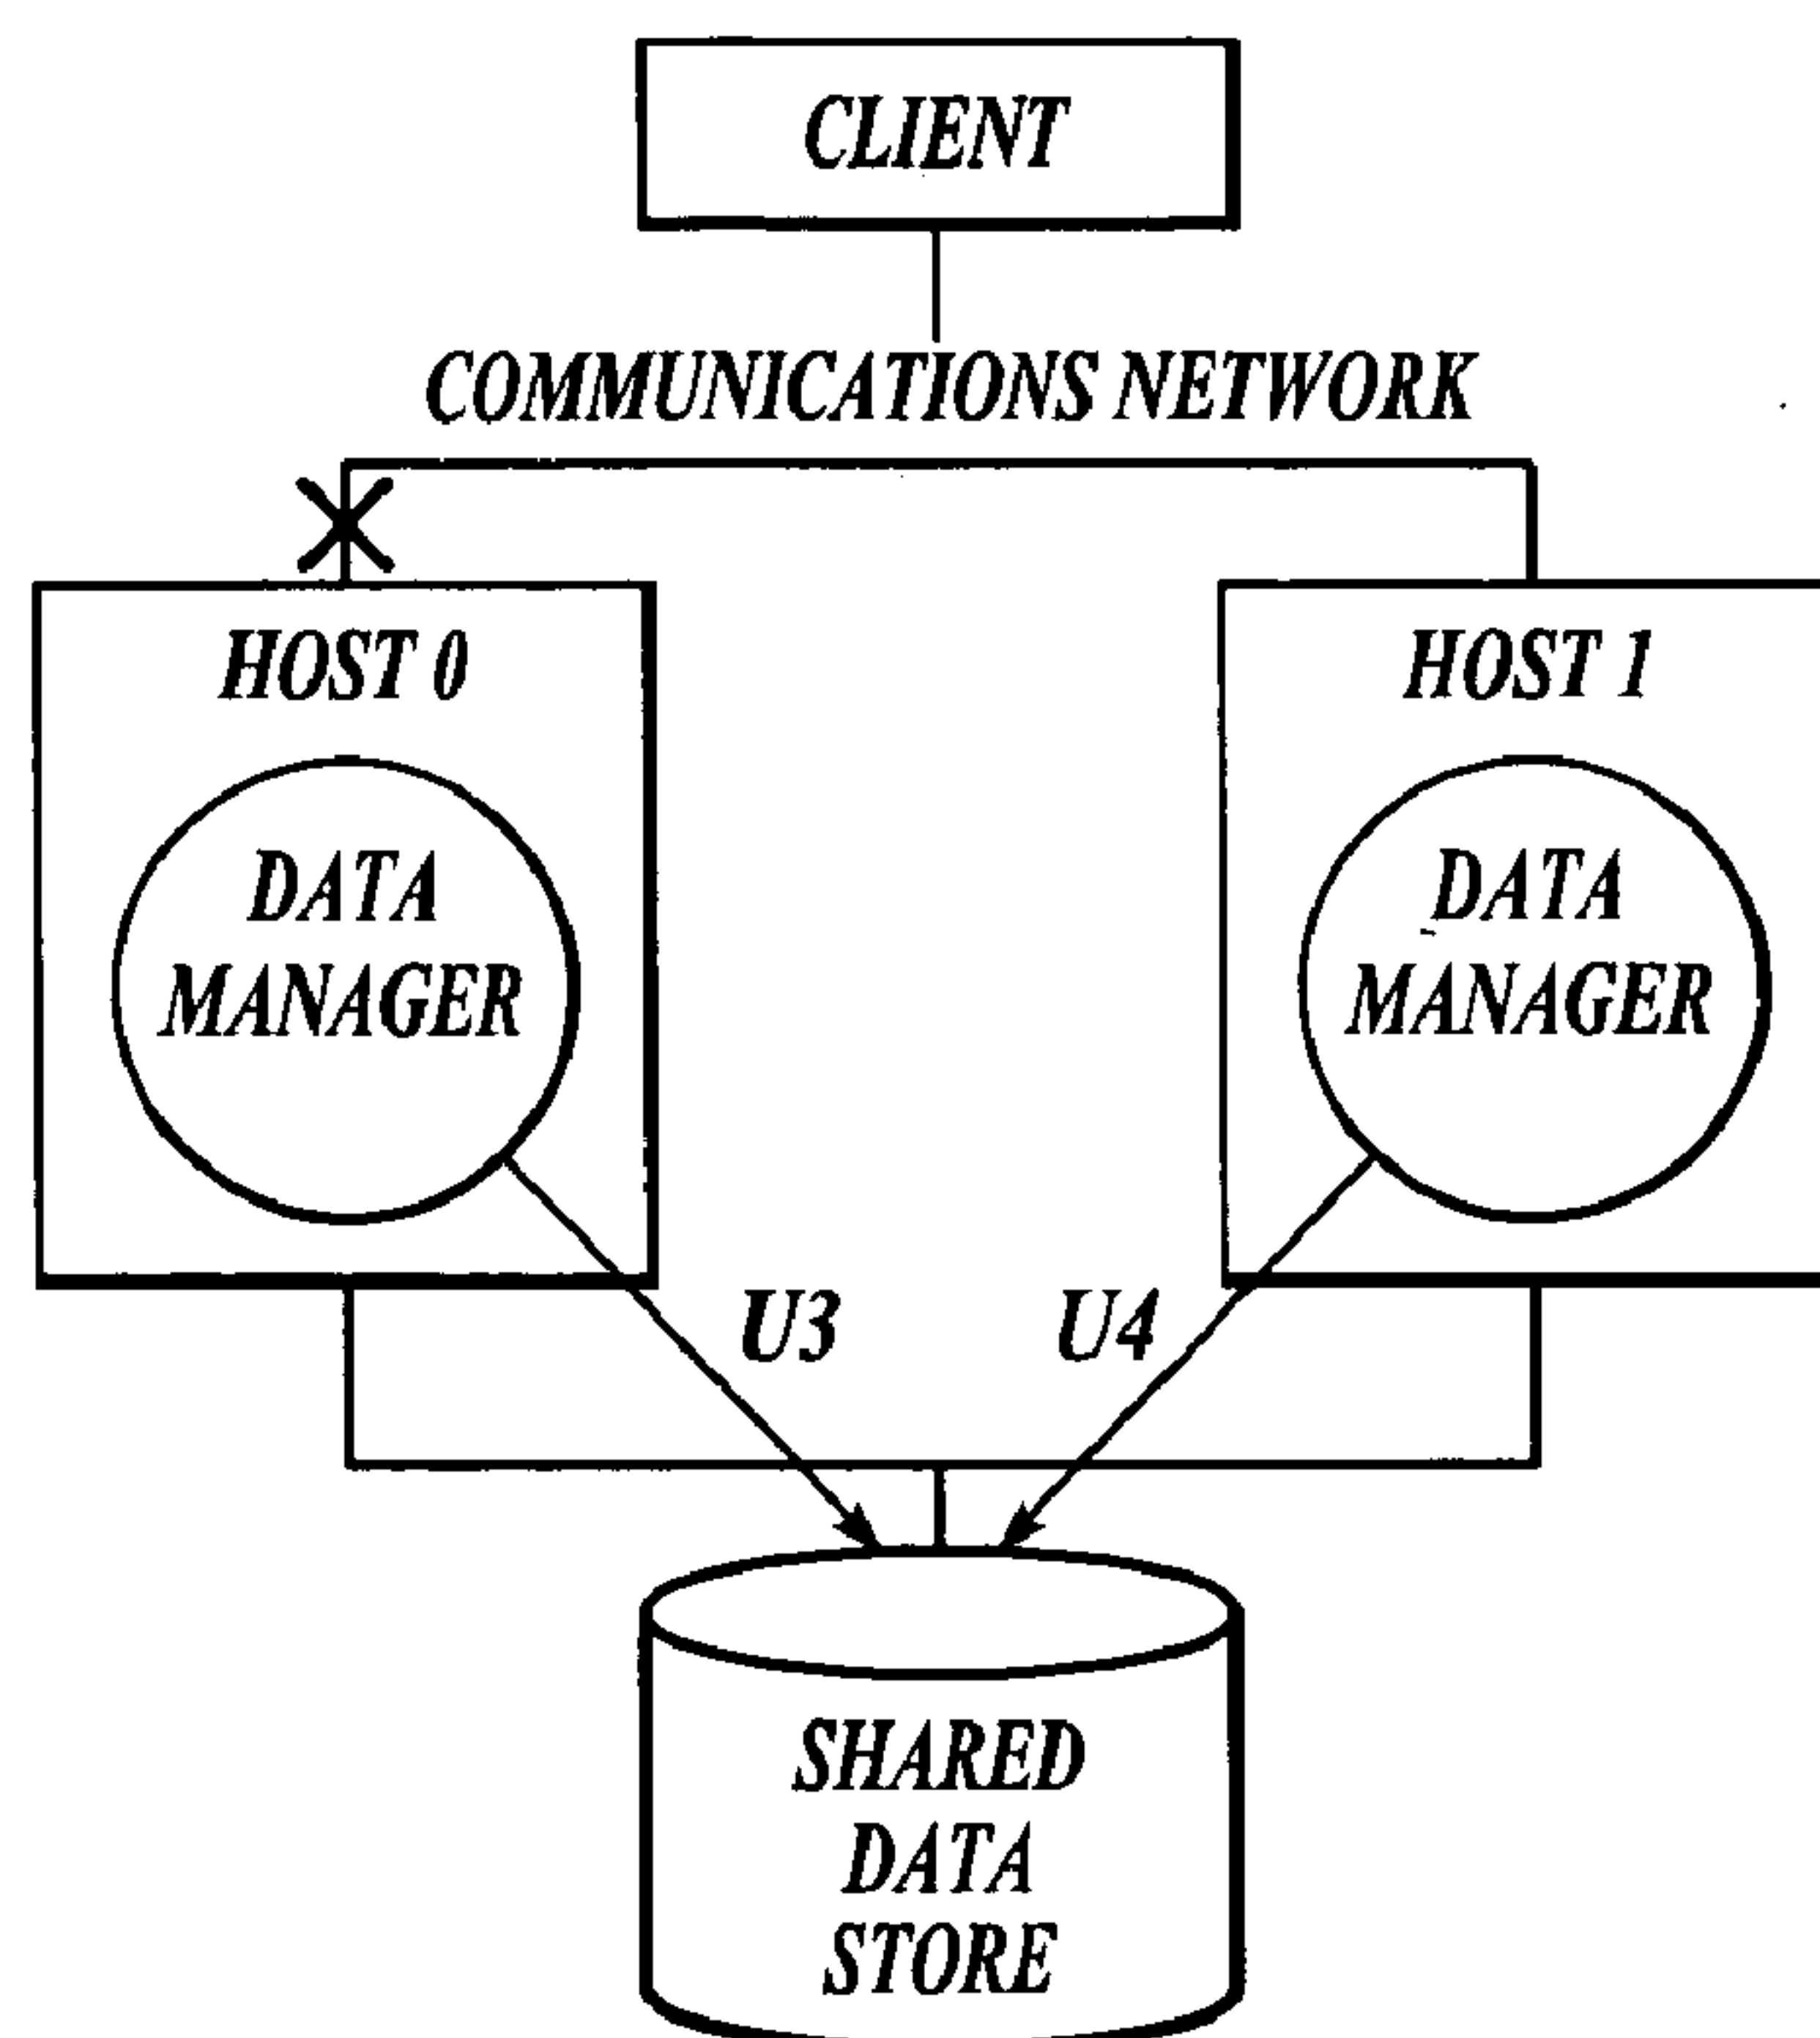 CLIENT
COMMUNICATIONS NETWORK
HOST 0
HOST 1
DATA
MANAGER
DATA
MANAGER
U3
U4
SHARED
DATA
STORE